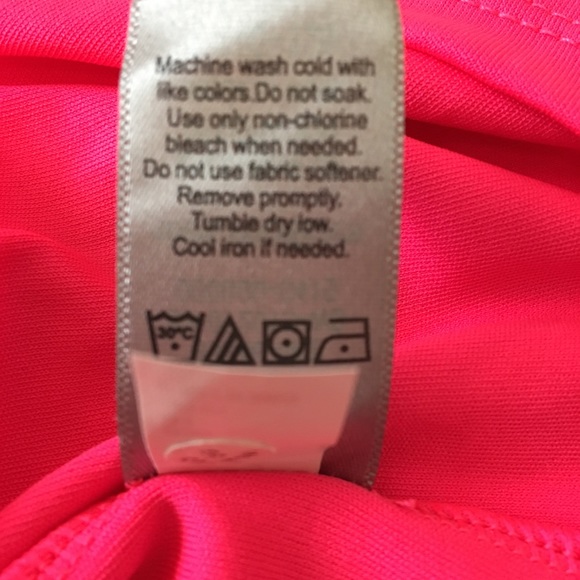 Machine wash cold with
like colors.Do not soak.
Use only non-chlorine
bleach when needed.
Do not use fabric softener.
Remove promptly.
Tumble dry low.
Cool iron if needed.
30°C